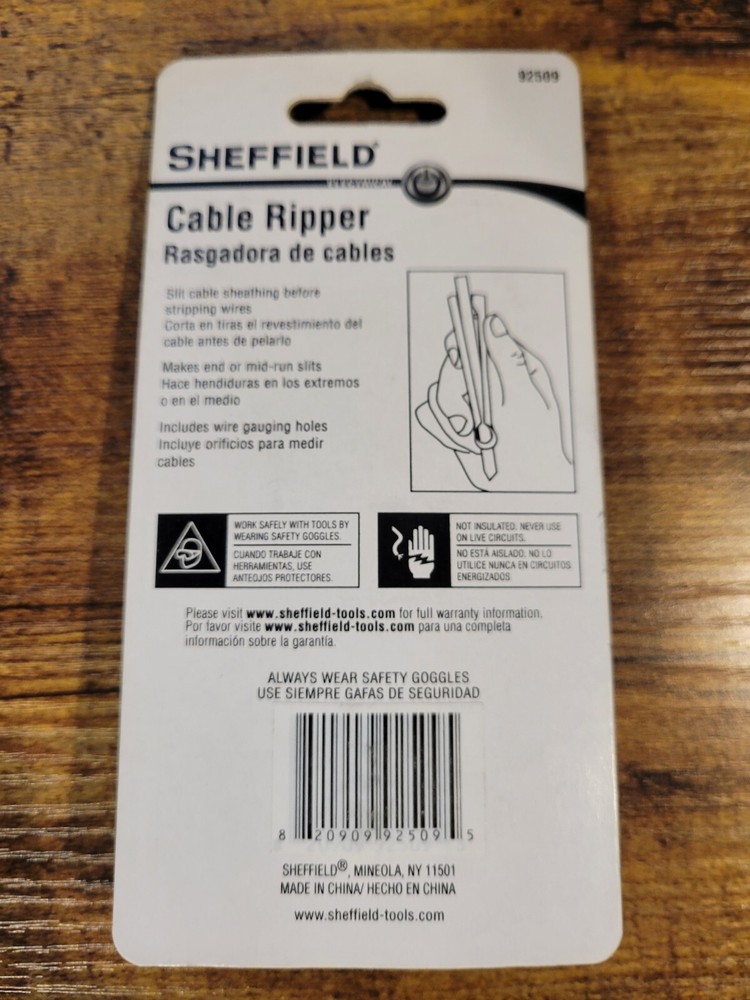 92509
SHEFFIELD®
ELECTRICAL
Cable Ripper
Rasgadora de cables
Slit cable sheathing before
stripping wires
Corta en tiras el revestimiento del
cable antes de pelarlo
Makes end or mid-run slits
Hace hendiduras en los extremos
o en el medio
Includes wire gauging holes
Incluye orificios para medir
cables
WORK SAFELY WITH TOOLS BY
WEARING SAFETY GOGGLES.
CUANDO TRABAJE CON
HERRAMIENTAS, USE
ANTEOJOS PROTECTORES.
NOT INSULATED. NEVER USE
ON LIVE CIRCUITS.
NO ESTÁ AISLADO. NO LO
UTILICE NUNCA EN CIRCUITOS
ENERGIZADOS.
Please visit www.sheffield-tools.com for full warranty information.
Por favor visite www.sheffield-tools.com para una completa
información sobre la garantía.
ALWAYS WEAR SAFETY GOGGLES
USE SIEMPRE GAFAS DE SEGURIDAD
8 20909 92509 5
SHEFFIELD®, MINEOLA, NY 11501
MADE IN CHINA/ HECHO EN CHINA
www.sheffield-tools.com